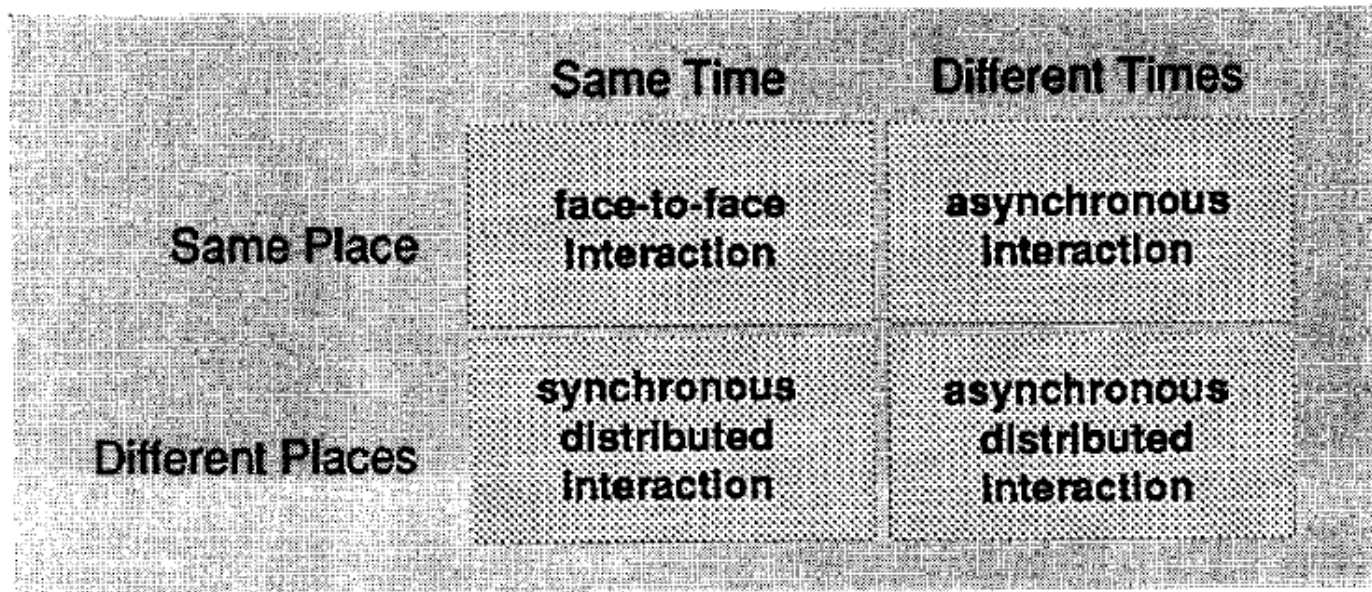 Same Time
Different Times
Same Place
face-to-face
interaction
asynchronous
interaction
Different Places
synchronous
distributed
interaction
asynchronous
distributed
interaction